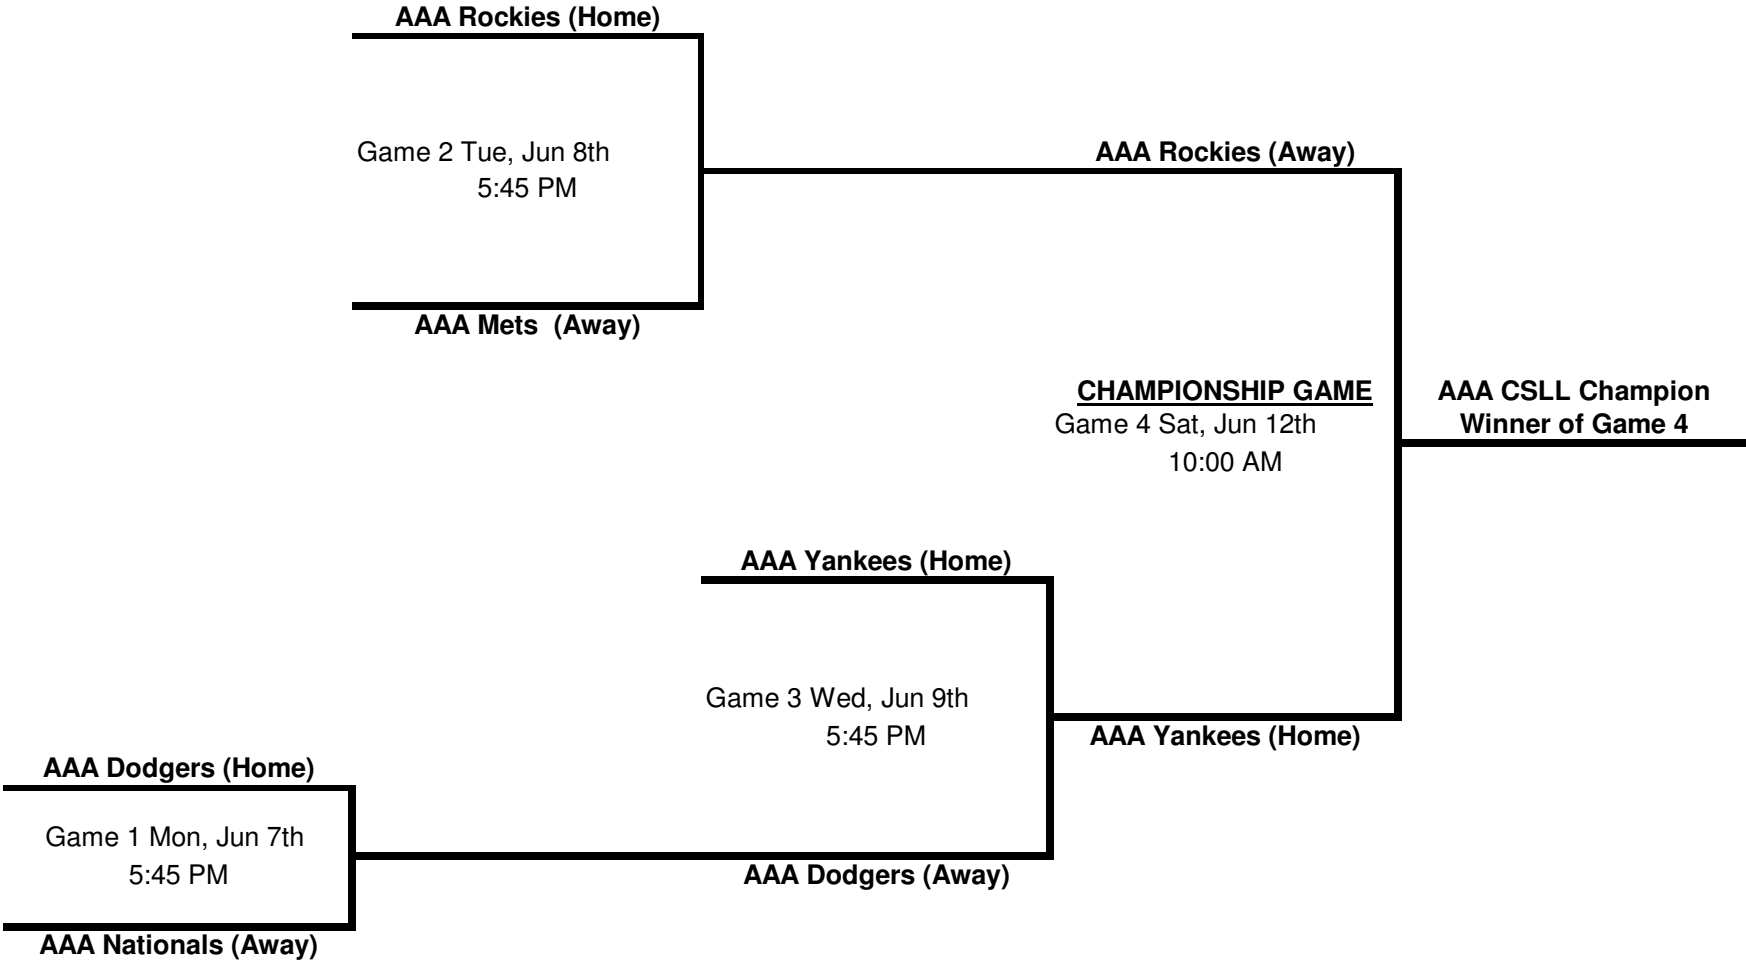 AAA Rockies (Home)
Game 2 Tue, Jun 8th
5:45 PM
AAA Mets  (Away)
AAA Rockies (Away)
CHAMPIONSHIP GAME
Game 4 Sat, Jun 12th
10:00 AM
AAA CSLL Champion
Winner of Game 4
AAA Yankees (Home)
Game 3 Wed, Jun 9th
5:45 PM
AAA Yankees (Home)
AAA Dodgers (Home)
Game 1 Mon, Jun 7th
5:45 PM
AAA Dodgers (Away)
AAA Nationals (Away)